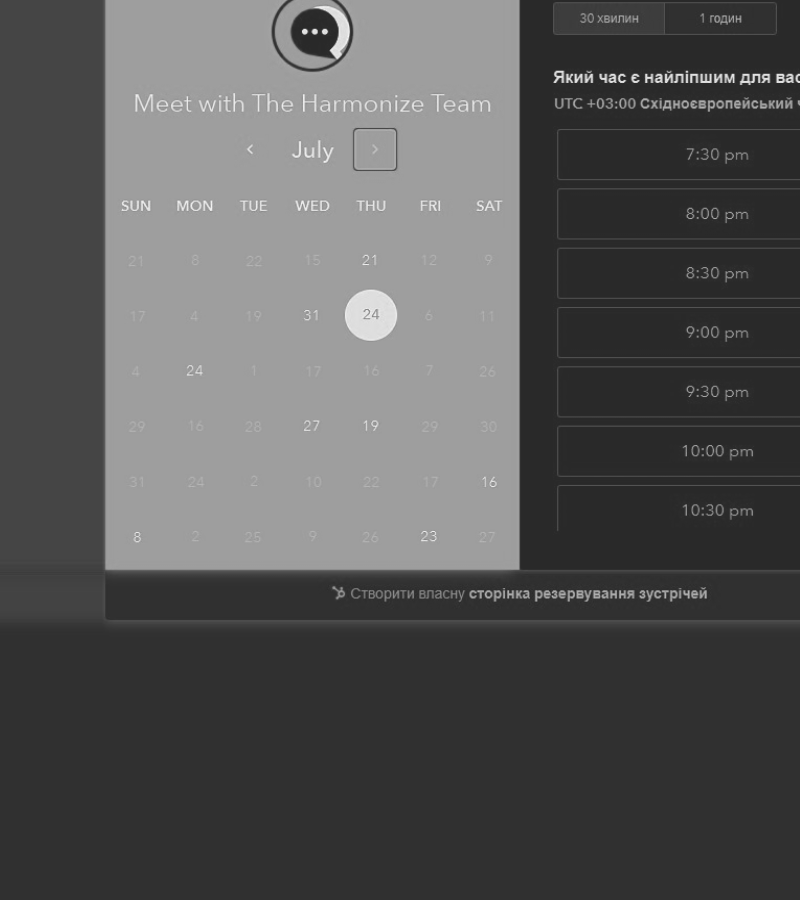 30 хвилин 1 годин
Який час є найліпшим для вас
UTC +03:00 Східноєвропейський
Meet with The Harmonize Team
July
SUN MON TUE WED THU FRI SAT
21 8 22 15 21 12 9
17 4 19 31 24 6 11
4 24 1 17 16 7 26
29 16 28 27 19 29 30
31 24 2 10 22 17 16
8 2 25 9 26 23 27
7:30 pm
8:00 pm
8:30 pm
9:00 pm
9:30 pm
10:00 pm
10:30 pm
Створити власну сторінка резервування зустрічей